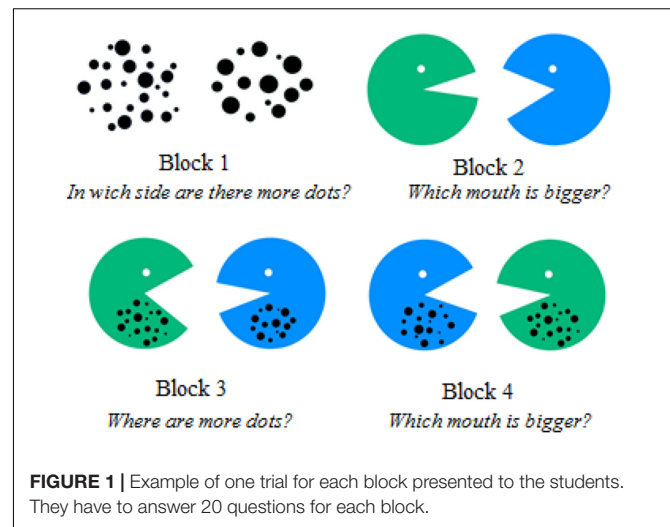 Block 1
In wich side are there more dots?
Block 2
Which mouth is bigger?
Block 3
Where are more dots?
Block 4
Which mouth is bigger?
FIGURE 1 | Example of one trial for each block presented to the students.
They have to answer 20 questions for each block.